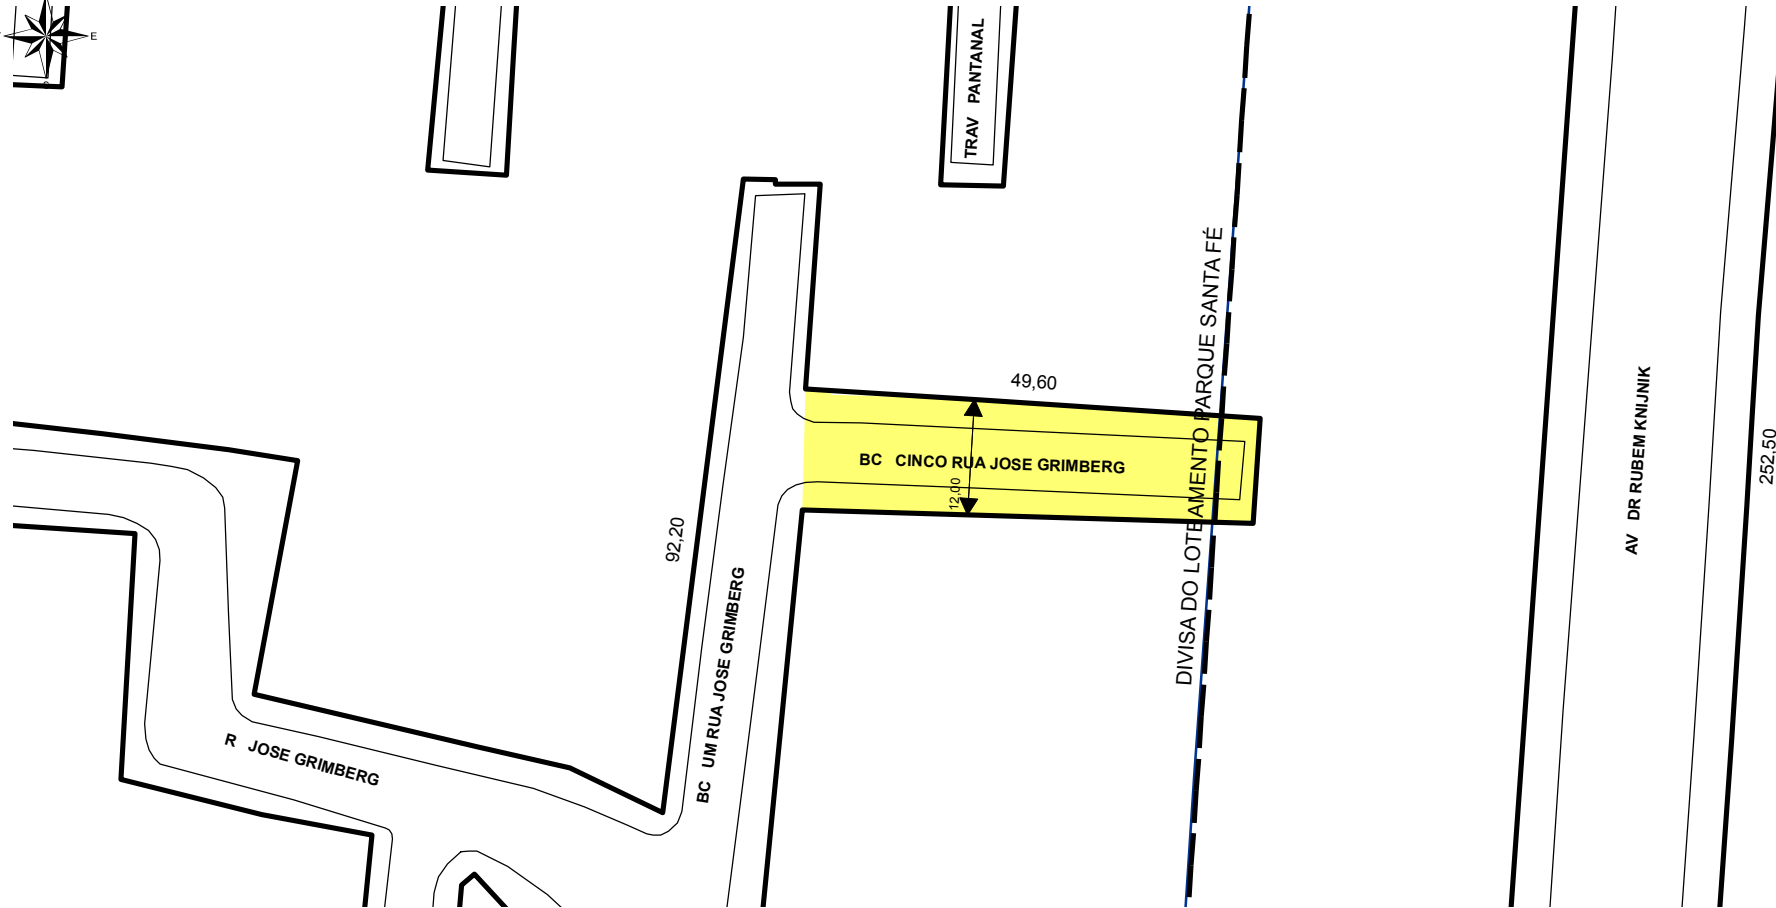 E
S
TRAV PANTANAL
DIVISA DO LOTEAMENTO PARQUE SANTA FÉ
49,60
BC CINCO RUA JOSE GRIMBERG
12,00
92,20
BC UM RUA JOSE GRIMBERG
R JOSE GRIMBERG
AV DR RUBEM KNIJNIK
252,50